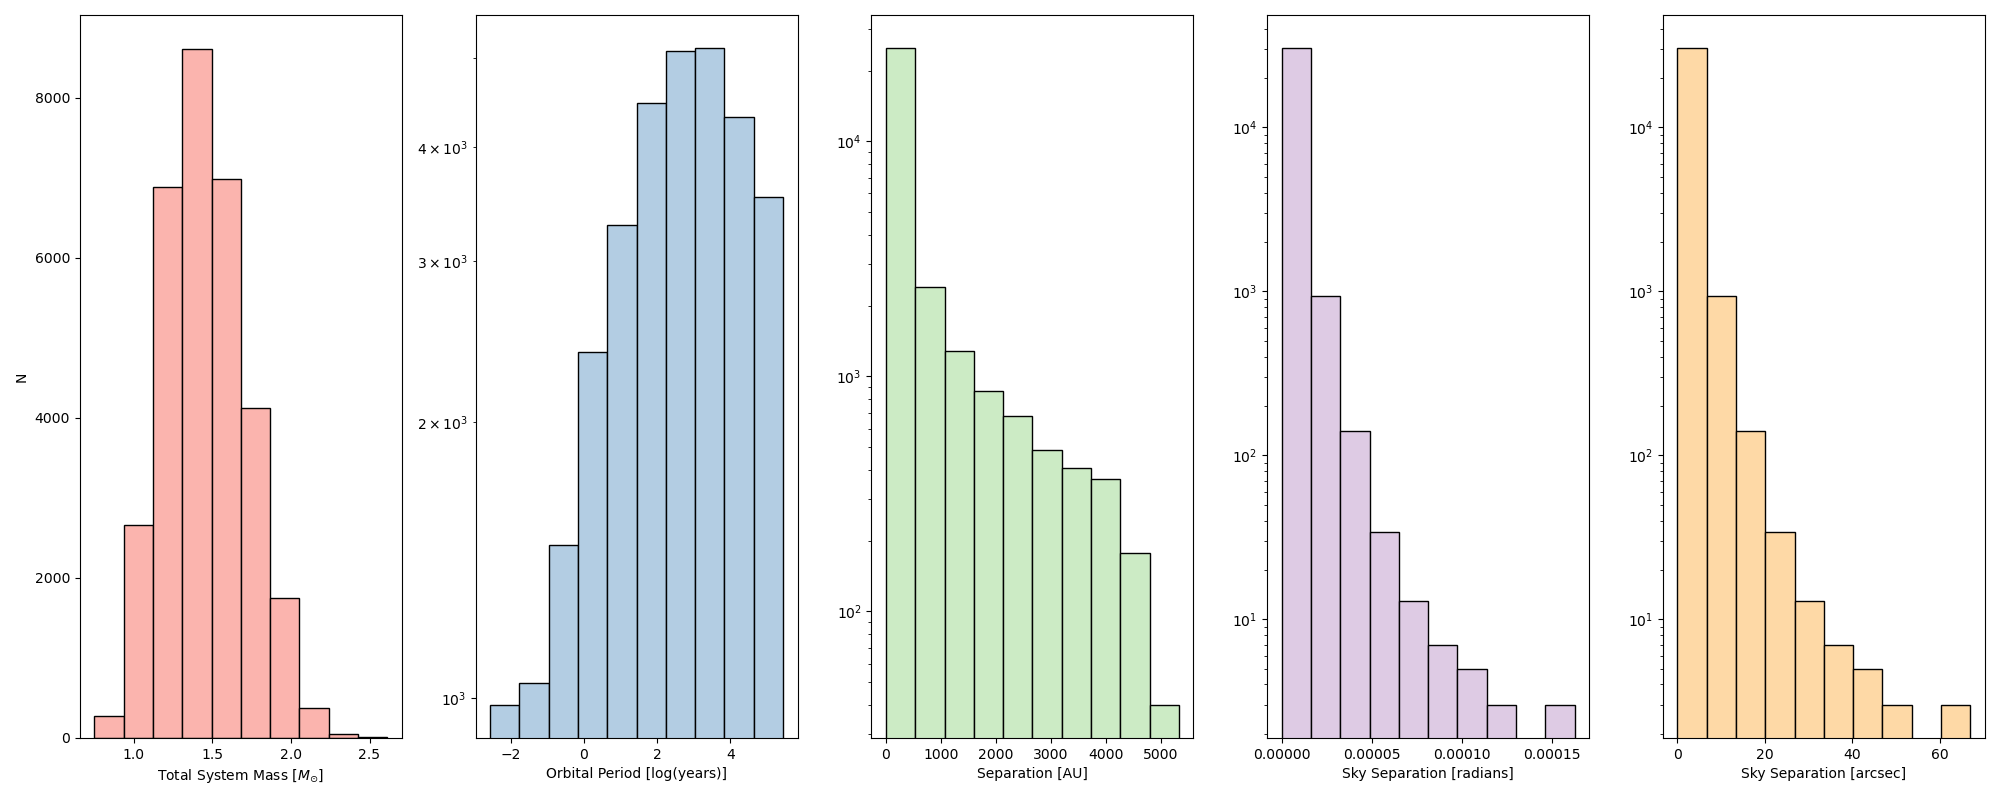 N
8000
6000
4000
2000
0
1.0 1.5 2.0 2.5
Total System Mass [$M_\odot$]
4 × 10³
3 × 10³
2 × 10³
10³
−2 0 2 4
Orbital Period [log(years)]
10⁴
10³
10²
0 1000 2000 3000 4000 5000
Separation [AU]
10⁴
10³
10²
10¹
0.00000 0.00005 0.00010 0.00015
Sky Separation [radians]
10⁴
10³
10²
10¹
0 20 40 60
Sky Separation [arcsec]